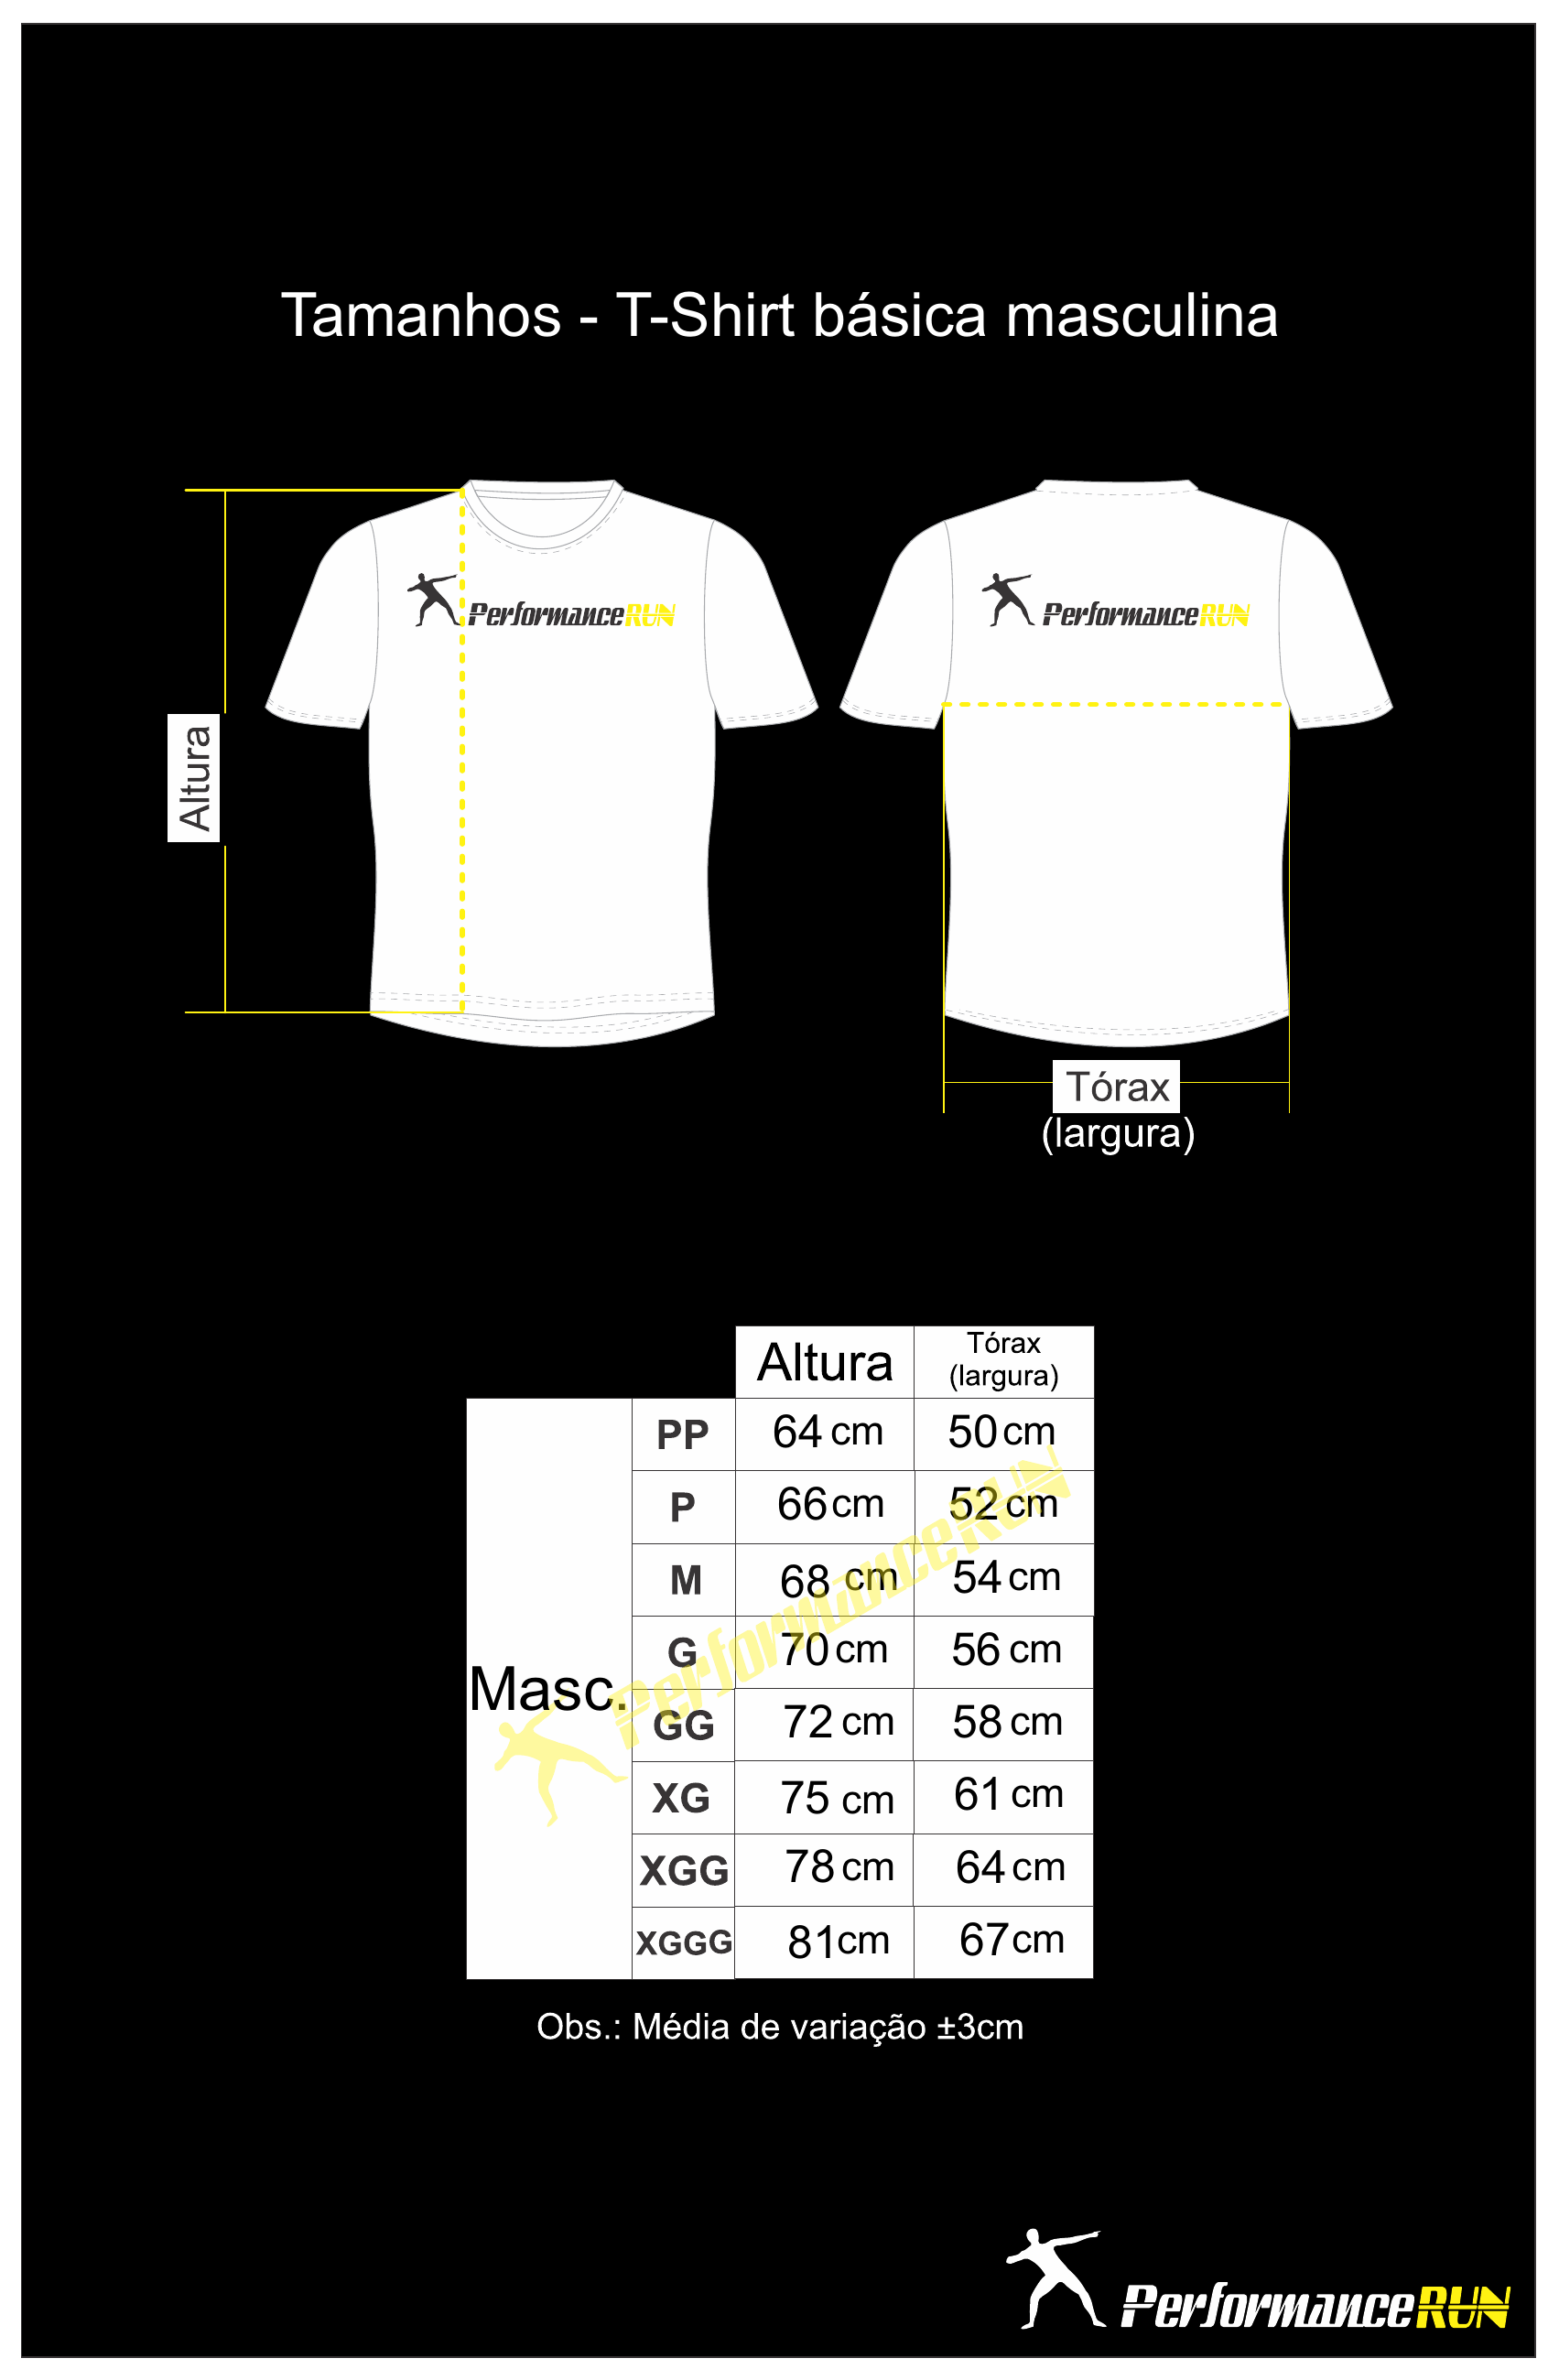 Tamanhos - T-Shirt básica masculina
PerformanceRUN
PerformanceRUN
Altura
Tórax
(largura)
Altura
Tórax
(largura)
Masc.
PP 64 cm 50 cm
P 66 cm 52 cm
M 68 cm 54 cm
G 70 cm 56 cm
GG 72 cm 58 cm
XG 75 cm 61 cm
XGG 78 cm 64 cm
XGGG 81 cm 67 cm
PerformanceRUN
Obs.: Média de variação ±3cm
PerformanceRUN